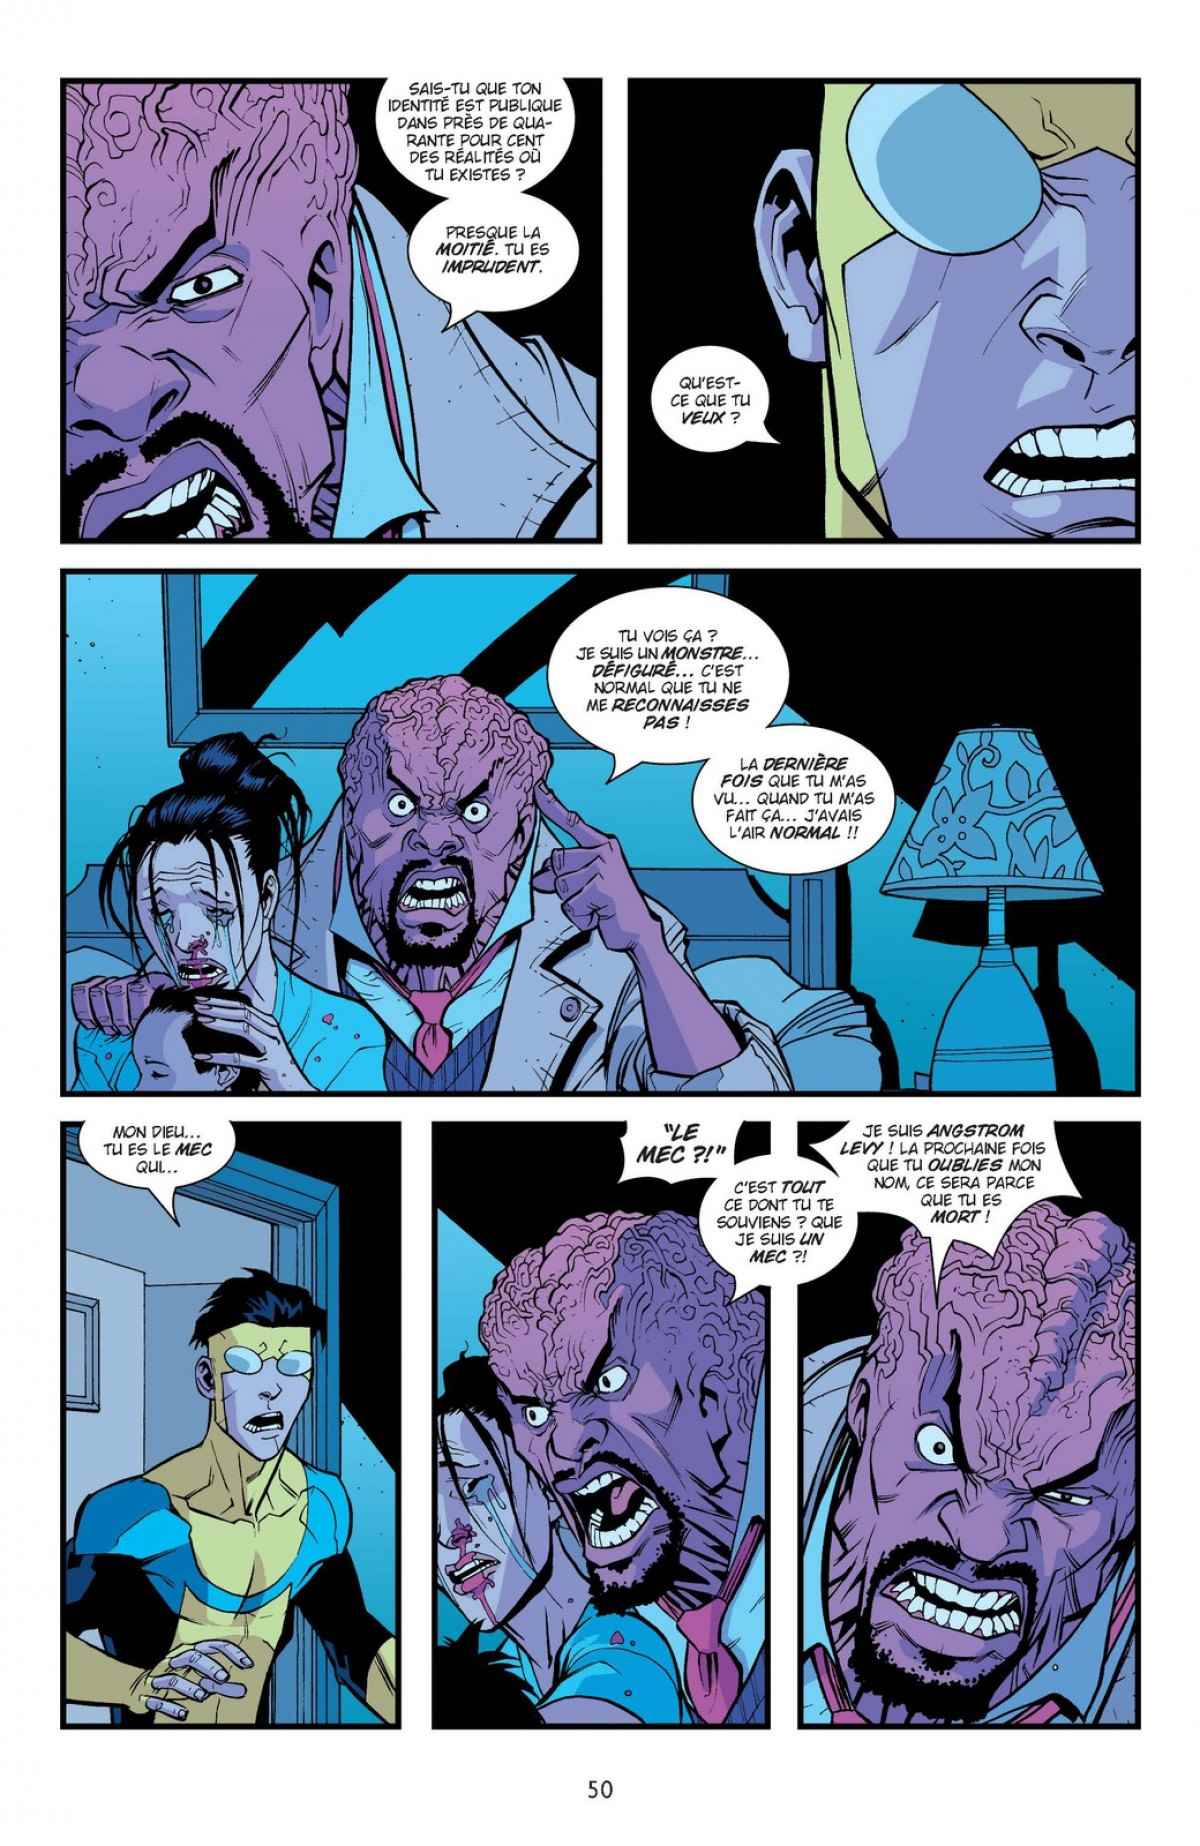 SAIS-TU QUE TON
IDENTITÉ EST PUBLIQUE
DANS PRÈS DE QUA-
RANTE POUR CENT
DES RÉALITÉS OÙ
TU EXISTES ?
PRESQUE LA
MOITIÉ. TU ES
IMPRUDENT.
QU'EST-
CE QUE TU
VEUX ?
TU VOIS ÇA ?
JE SUIS UN MONSTRE...
DÉFIGURÉ... C'EST
NORMAL QUE TU NE
ME RECONNAISSES
PAS !
LA DERNIÈRE
FOIS QUE TU M'AS
VU... QUAND TU M'AS
FAIT ÇA... J'AVAIS
L'AIR NORMAL !!
MON DIEU...
TU ES LE MEC
QUI...
"LE
MEC ?!"
C'EST TOUT
CE DONT TU TE
SOUVIENS ? QUE
JE SUIS UN
MEC ?!
JE SUIS ANGSTROM
LEVY ! LA PROCHAINE FOIS
QUE TU OUBLIES MON
NOM, CE SERA PARCE
QUE TU ES
MORT !
50